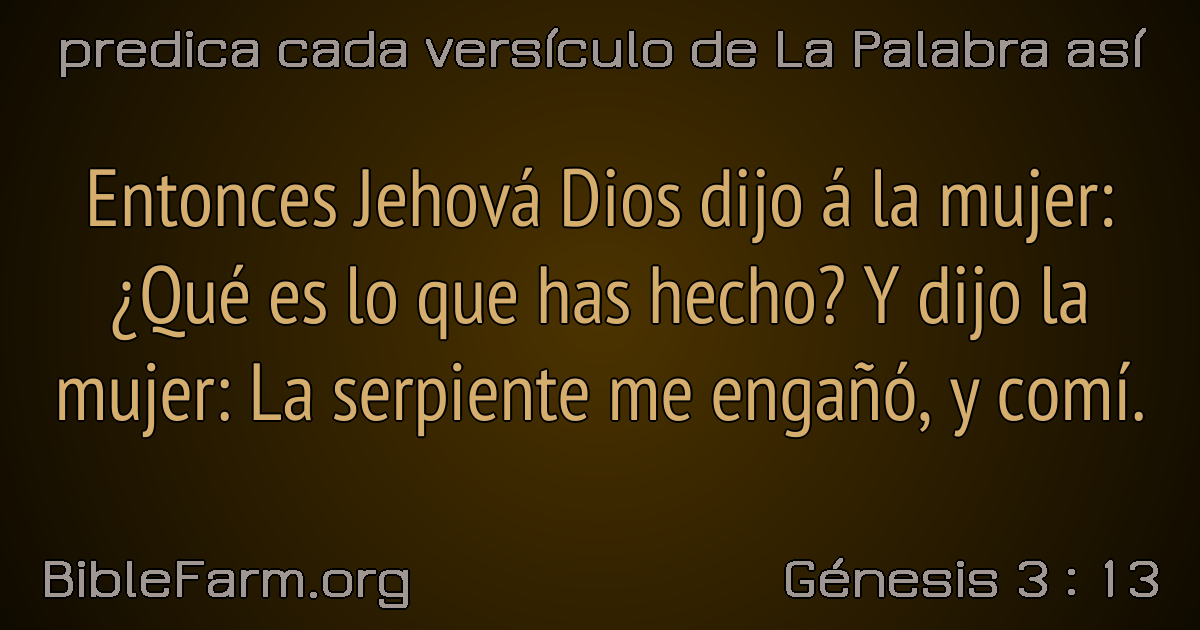 predica cada versículo de La Palabra así
Entonces Jehová Dios dijo á la mujer:
¿Qué es lo que has hecho? Y dijo la
mujer: La serpiente me engañó, y comí.
BibleFarm.org
Génesis 3 : 13